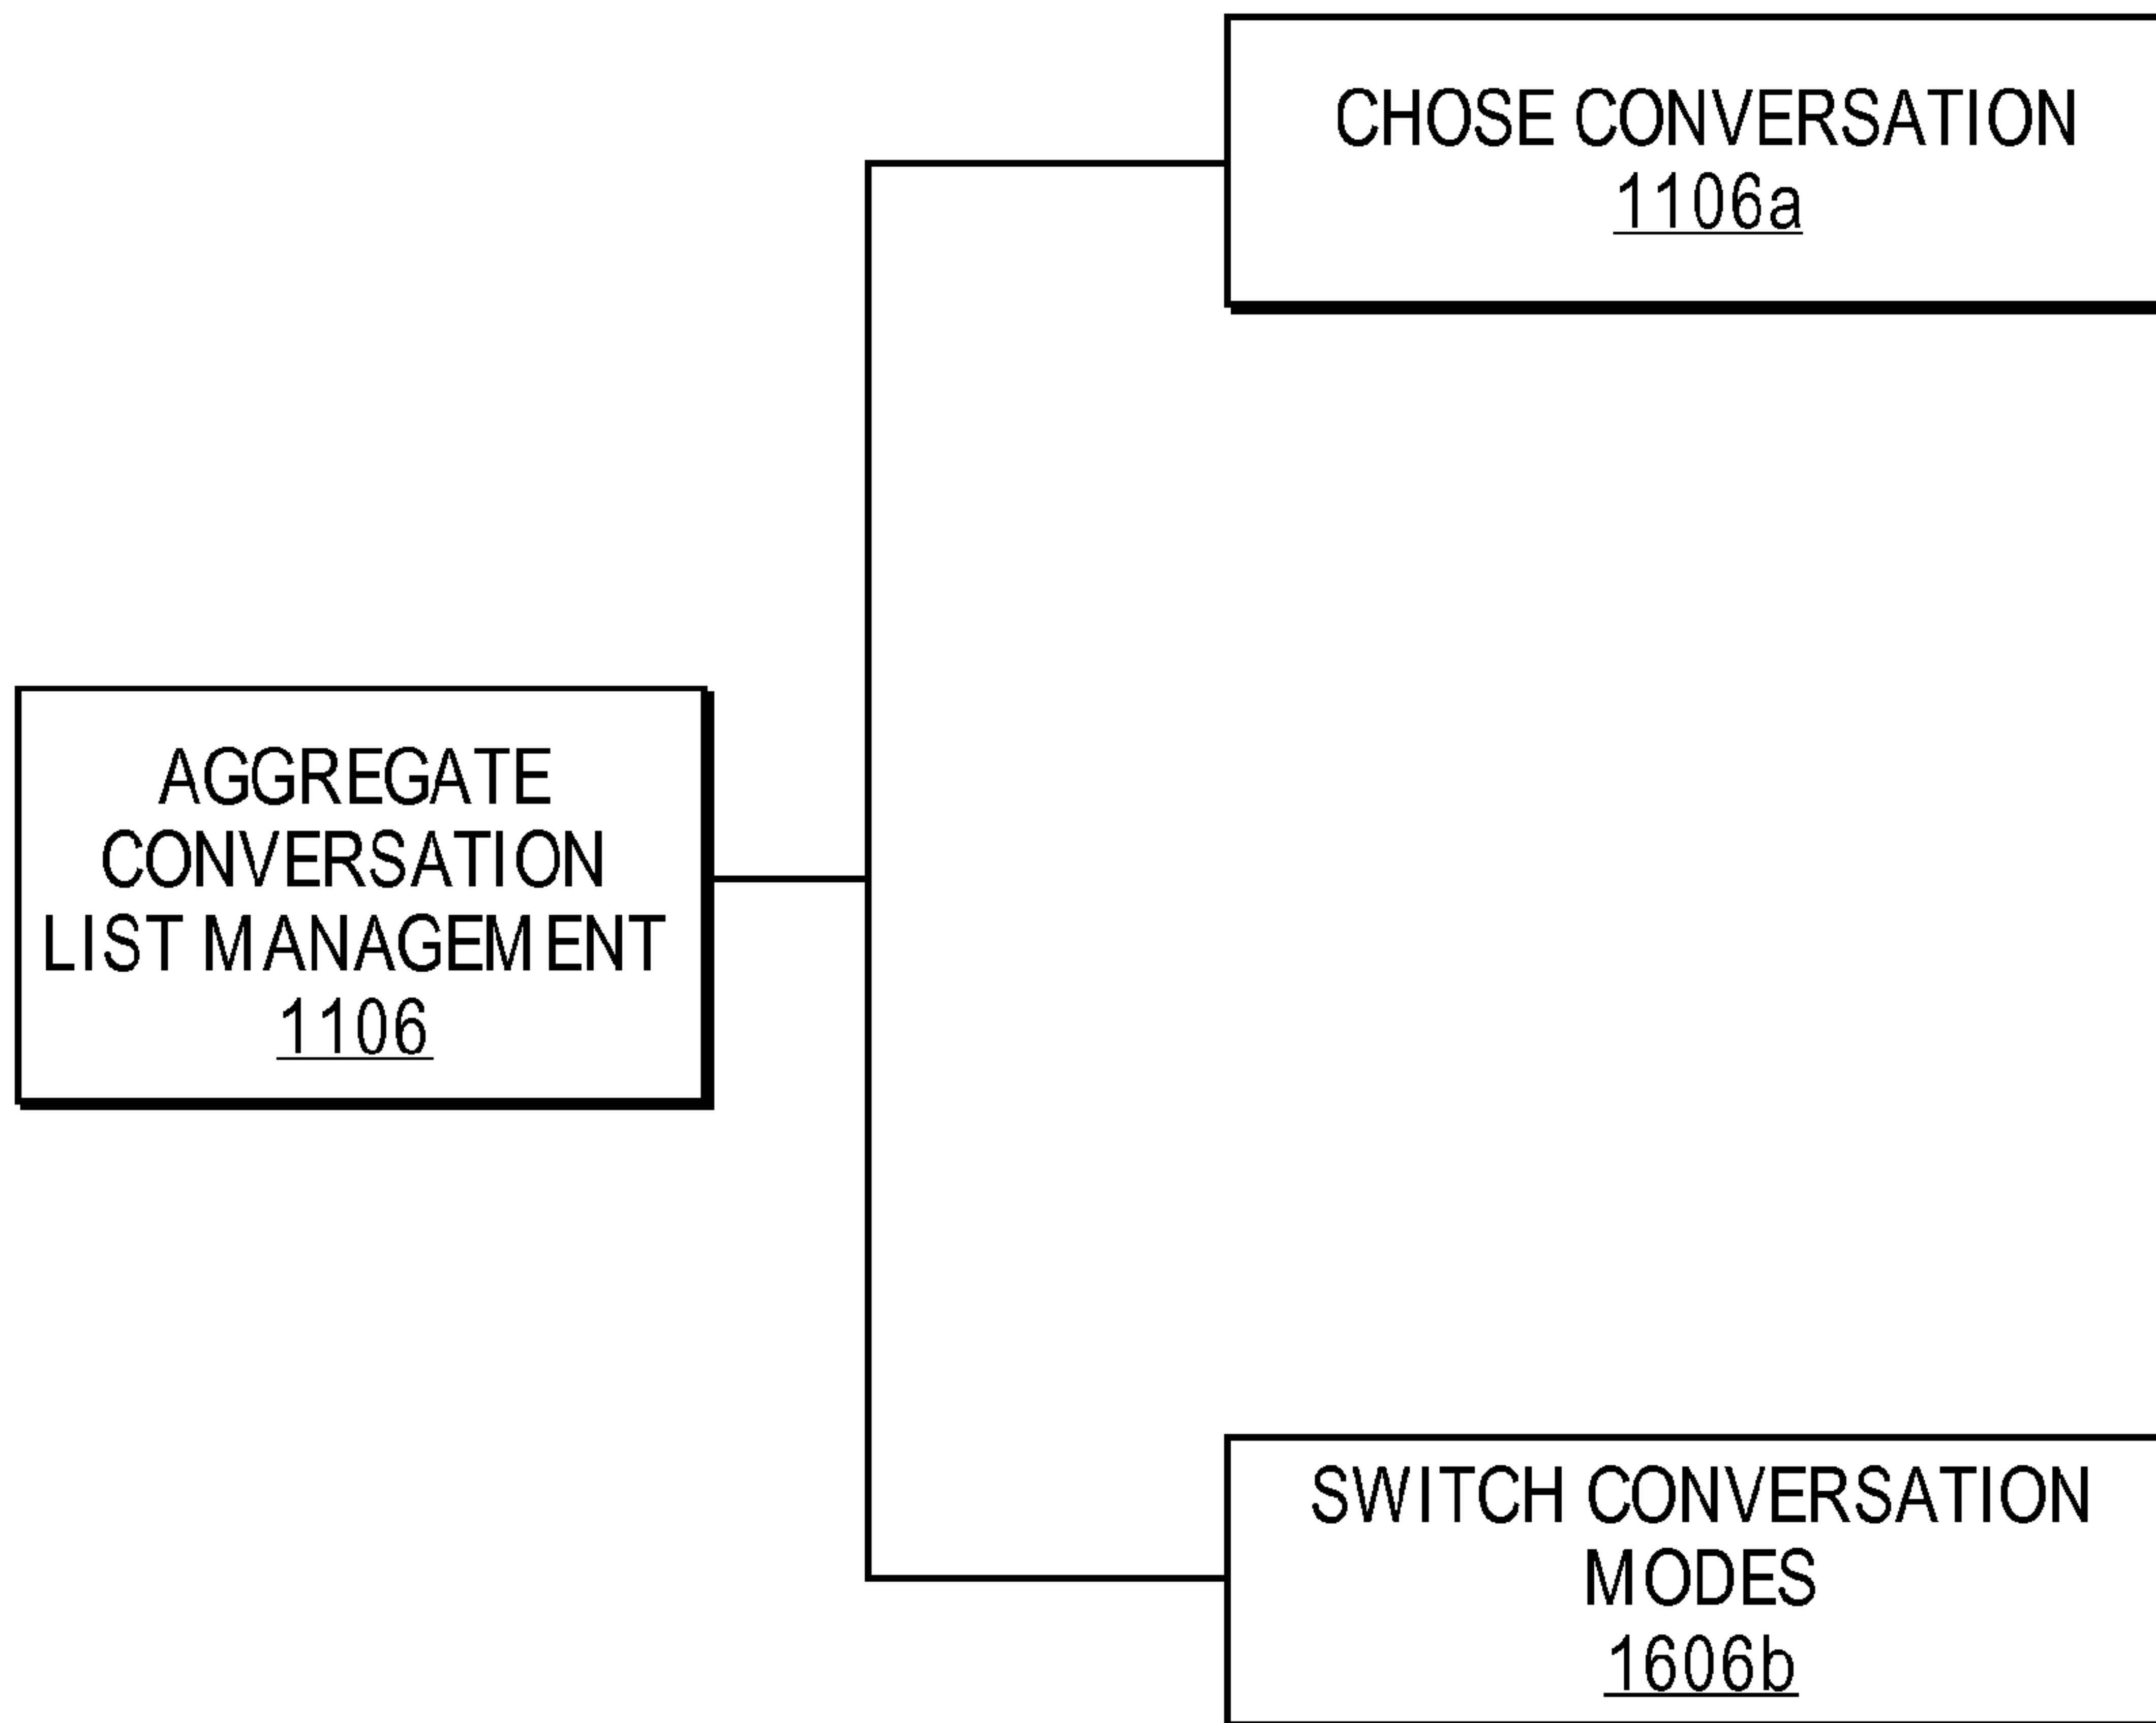 CHOSE CONVERSATION
1106a
AGGREGATE
CONVERSATION
LIST MANAGEMENT
1106
SWITCH CONVERSATION
MODES
1606b